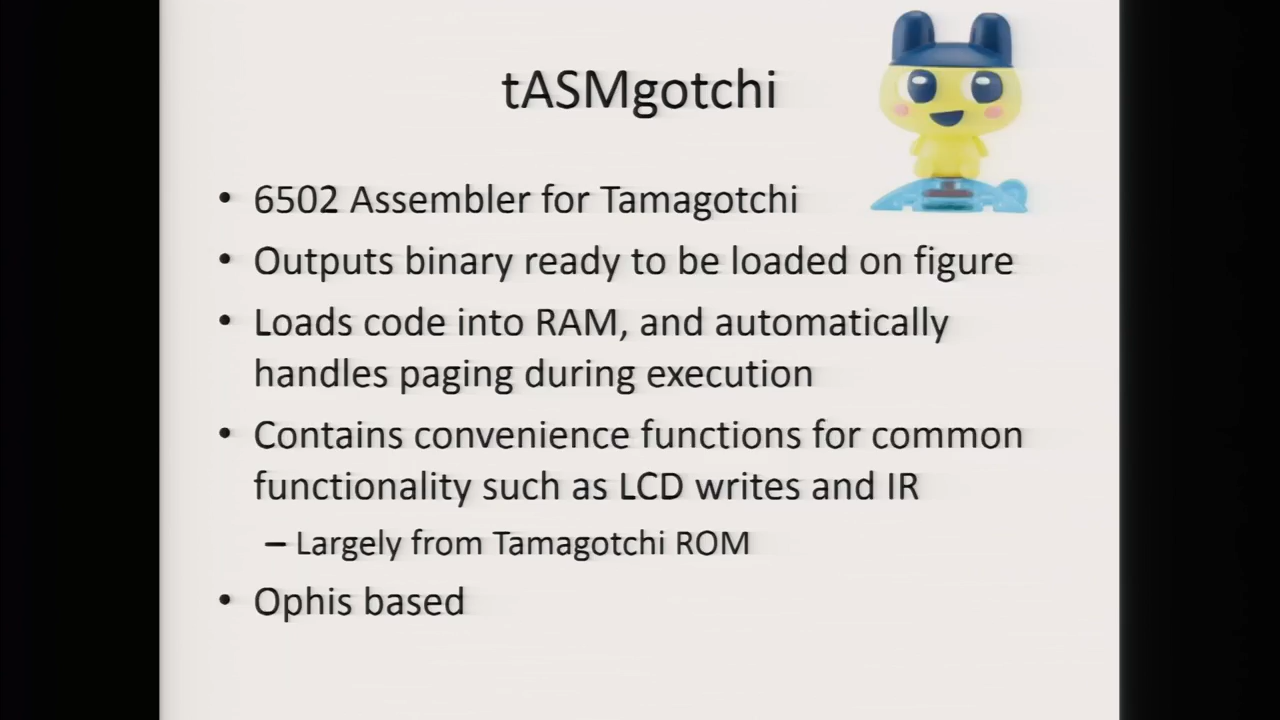 tASMgotchi
• 6502 Assembler for Tamagotchi
• Outputs binary ready to be loaded on figure
• Loads code into RAM, and automatically
handles paging during execution
• Contains convenience functions for common
functionality such as LCD writes and IR
– Largely from Tamagotchi ROM
• Ophis based